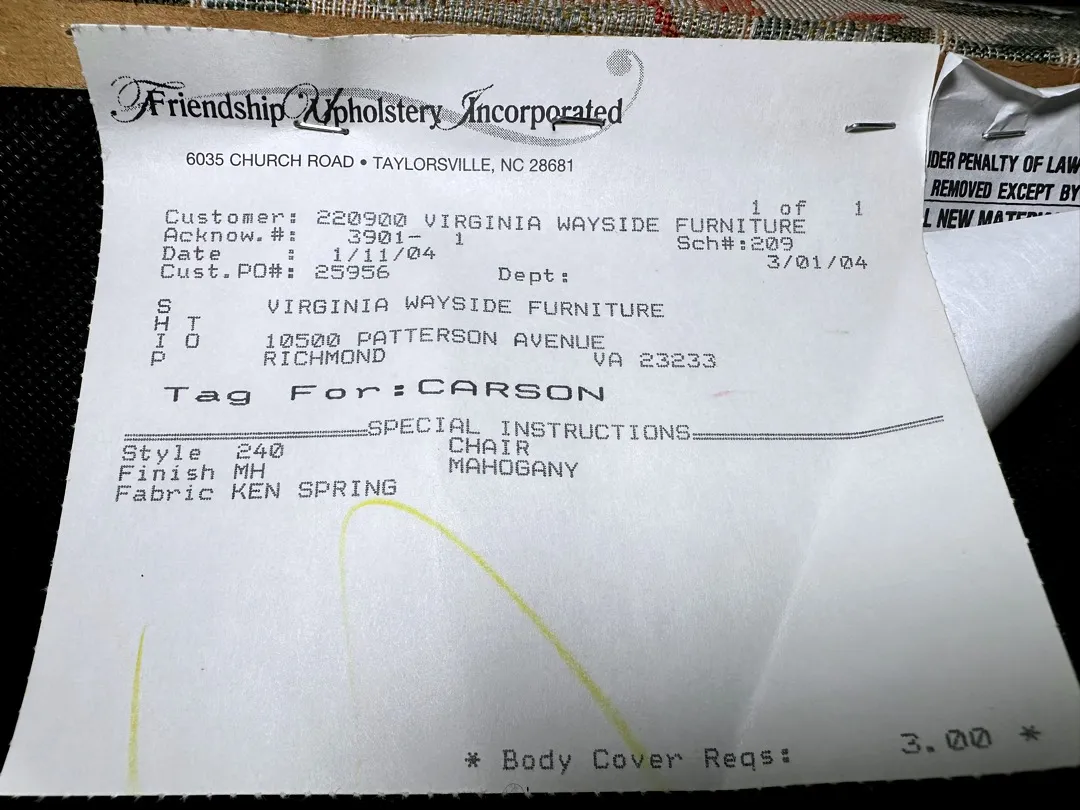 Friendship Upholstery Incorporated
6035 CHURCH ROAD • TAYLORSVILLE, NC 28681
1 of 1
Customer: 220900 VIRGINIA WAYSIDE FURNITURE
Acknow.#: 3901- 1 Sch#:209
Date : 1/11/04 3/01/04
Cust.PO#: 25956 Dept:
SHIP TO
VIRGINIA WAYSIDE FURNITURE
10500 PATTERSON AVENUE
RICHMOND VA 23233
Tag For:CARSON
SPECIAL INSTRUCTIONS
Style 240 CHAIR
Finish MH MAHOGANY
Fabric KEN SPRING
* Body Cover Reqs: 3.00 *
PENALTY OF LAW
REMOVED EXCEPT BY
NEW